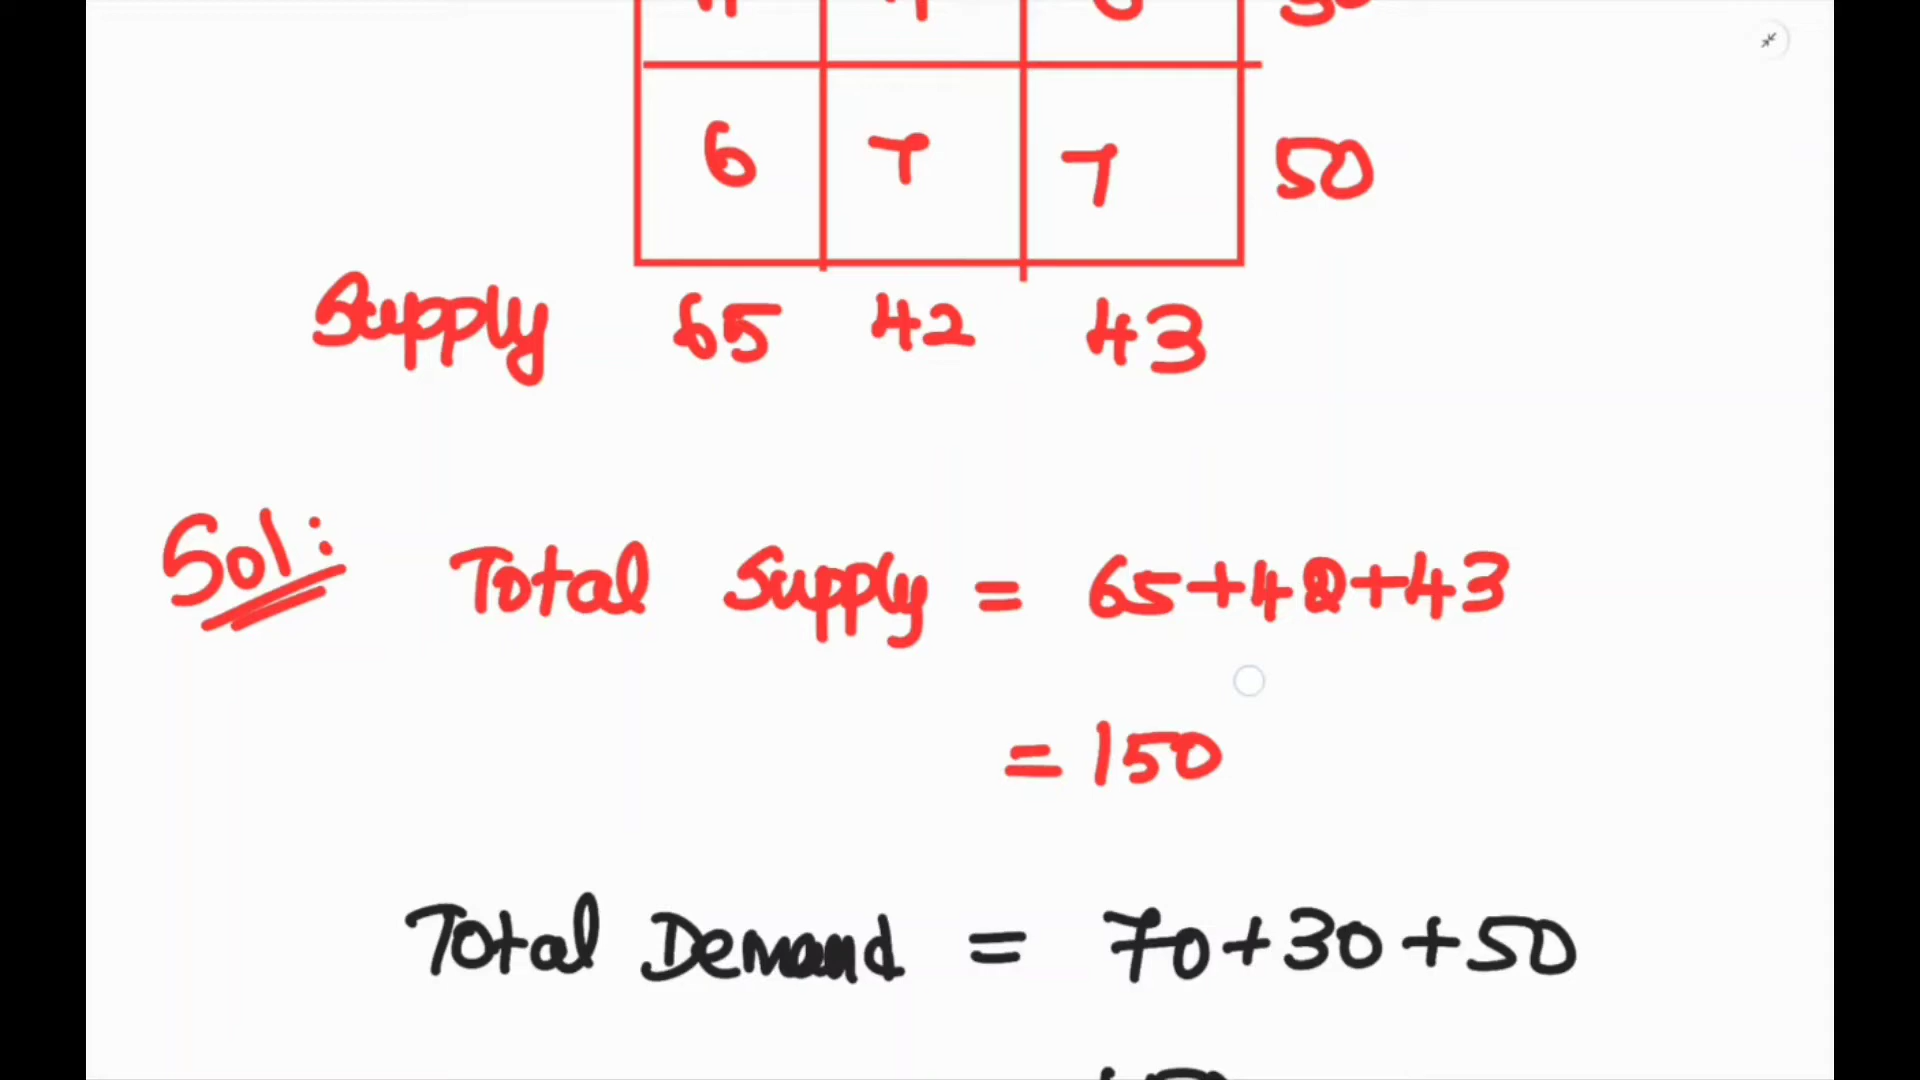 6 7 7 50
Supply 65 42 43
Sol: Total Supply = 65+42+43
= 150
Total Demand = 70+30+50